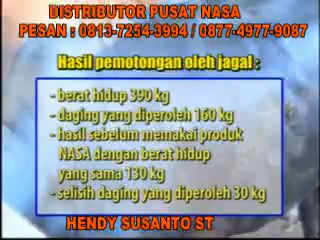 DISTRIBUTOR PUSAT NASA
PESAN : 0813-7254-3994 / 0877-4977-9087
Hasil pemotongan oleh jagal :
- berat hidup 390 kg
- daging yang diperoleh 160 kg
- hasil sebelum memakai produk
NASA dengan berat hidup
yang sama 130 kg
- selisih daging yang diperoleh 30 kg
HENDY SUSANTO ST